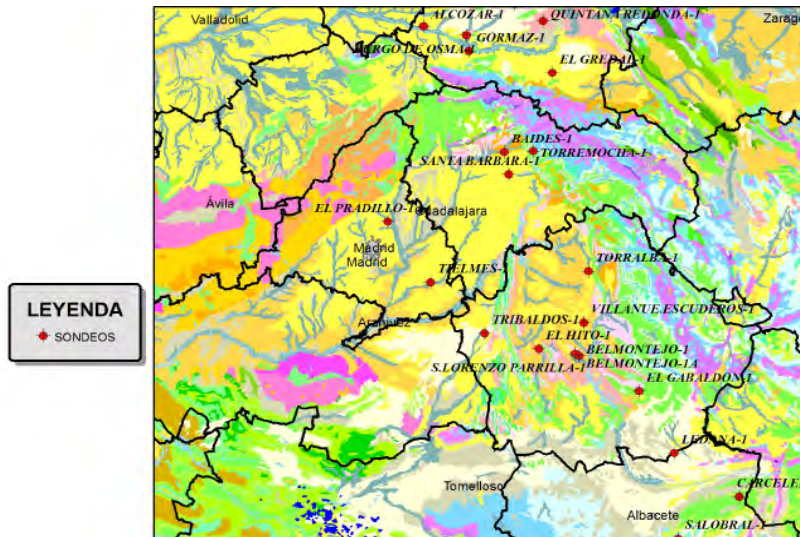 Valladolid
ALCOZAR-1
QUINTANA REDONDA-1
Zarag
GORMAZ-1
BURGO DE OSMA-1
EL GREDAL-1
BAIDES-1
TORREMOCHA-1
SANTA BARBARA-1
Ávila
EL PRADILLO-1
Guadalajara
Madrid
Madrid
TORRALBA-1
TIELMES-1
LEYENDA
SONDEOS
Aranjuez
TRIBALDOS-1
VILLANUE.ESCUDEROS-1
EL HITO-1
BELMONTEJO-1
S.LORENZO PARRILLA-1
BELMONTEJO-1A
EL GABALDON-1
LEDANA-1
Tomelloso
CARCELE
Albacete
SALOBRAL-1